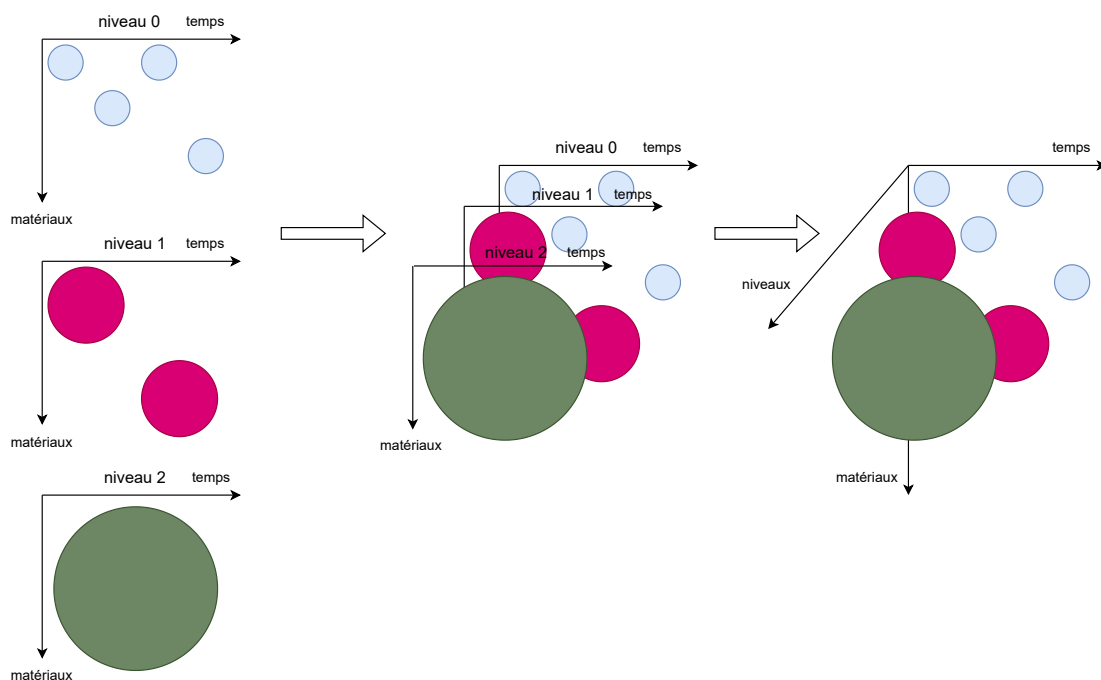 niveau 0 temps
matériaux
niveau 1 temps
matériaux
niveau 2 temps
matériaux
niveau 0 temps
niveau 1 temps
niveau 2 temps
matériaux
temps
niveaux
matériaux